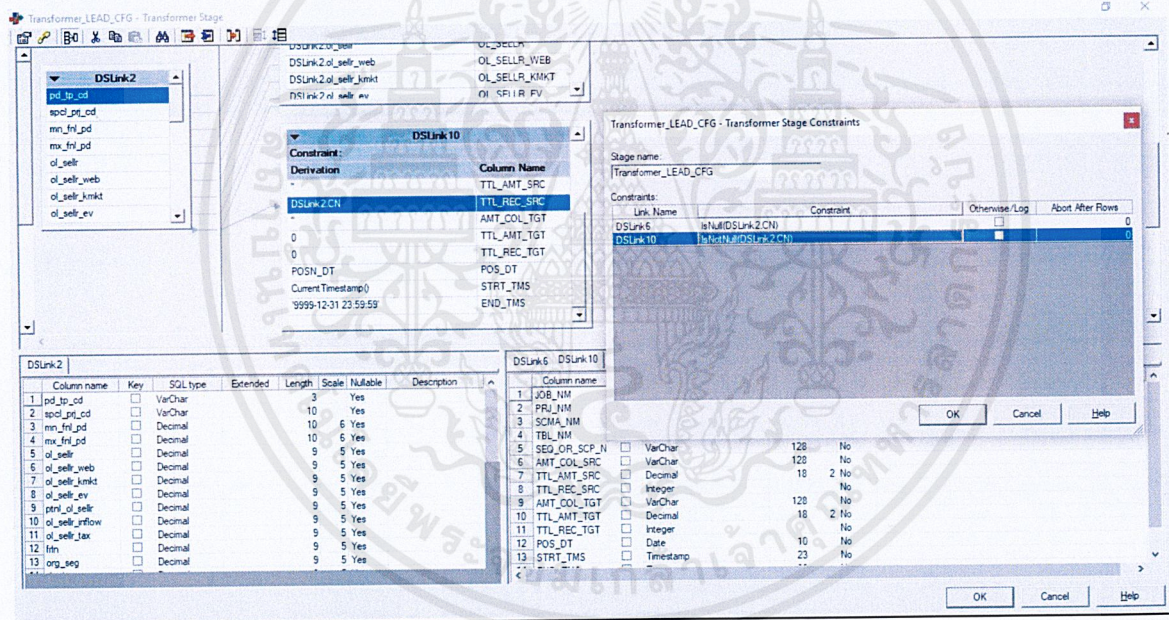 Transformer_LEAD_CFG - Transformer Stage
DSLink2
pd_tp_cd
spcl_prj_cd
mn_fnl_pd
mx_fnl_pd
ol_sellr
ol_sellr_web
ol_sellr_kmkt
ol_sellr_ev
DSLink2.ol_sellr OL_SELLR
DSLink2.ol_sellr_web OL_SELLR_WEB
DSLink2.ol_sellr_kmkt OL_SELLR_KMKT
DSLink2.ol_sellr_ev OL_SELLR_EV
DSLink10
Constraint:
Derivation Column Name
TTL_AMT_SRC
DSLink2.CN TTL_REC_SRC
AMT_COL_TGT
0 TTL_AMT_TGT
0 TTL_REC_TGT
POSN_DT POS_DT
CurrentTimestamp() STRT_TMS
'9999-12-31 23:59:59' END_TMS
Transformer_LEAD_CFG - Transformer Stage Constraints
Stage name:
Transformer_LEAD_CFG
Constraints:
Link Name Constraint Otherwise/Log Abort After Rows
DSLink6 IsNull(DSLink2.CN) 0
DSLink10 IsNotNull(DSLink2.CN) 0
OK Cancel Help
DSLink2
Column name Key SQL type Extended Length Scale Nullable Description
1 pd_tp_cd VarChar 3 Yes
2 spcl_prj_cd VarChar 10 Yes
3 mn_fnl_pd Decimal 10 6 Yes
4 mx_fnl_pd Decimal 10 6 Yes
5 ol_sellr Decimal 9 5 Yes
6 ol_sellr_web Decimal 9 5 Yes
7 ol_sellr_kmkt Decimal 9 5 Yes
8 ol_sellr_ev Decimal 9 5 Yes
9 ptnl_ol_sellr Decimal 9 5 Yes
10 ol_sellr_inflow Decimal 9 5 Yes
11 ol_sellr_tax Decimal 9 5 Yes
12 frtn Decimal 9 5 Yes
13 org_seg Decimal 9 5 Yes
DSLink6 DSLink10
Column name
1 JOB_NM
2 PRJ_NM
3 SCMA_NM
4 TBL_NM
5 SEQ_OR_SCP_N VarChar 128 No
6 AMT_COL_SRC VarChar 128 No
7 TTL_AMT_SRC Decimal 18 2 No
8 TTL_REC_SRC Integer No
9 AMT_COL_TGT VarChar 128 No
10 TTL_AMT_TGT Decimal 18 2 No
11 TTL_REC_TGT Integer No
12 POS_DT Date 10 No
13 STRT_TMS Timestamp 23 No
OK Cancel Help